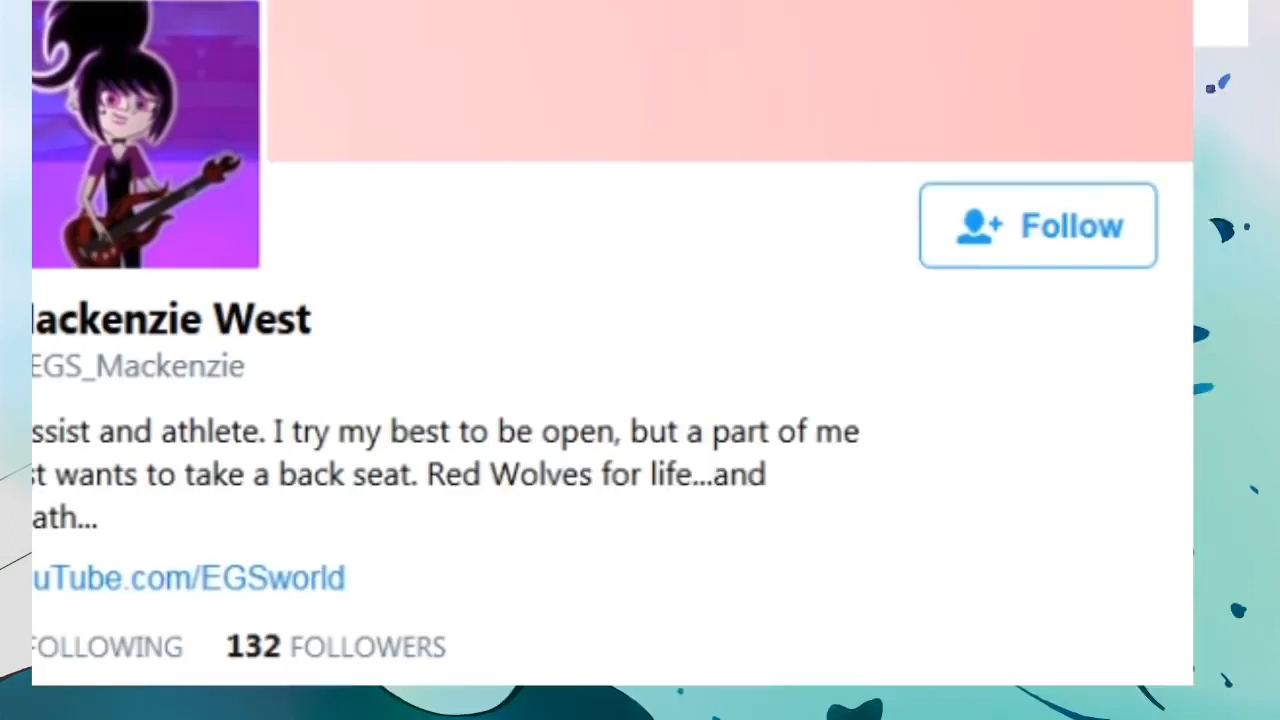 Follow
ackenzie West
EGS_Mackenzie
ssist and athlete. I try my best to be open, but a part of me
t wants to take a back seat. Red Wolves for life...and
ath...
uTube.com/EGSworld
FOLLOWING 132 FOLLOWERS